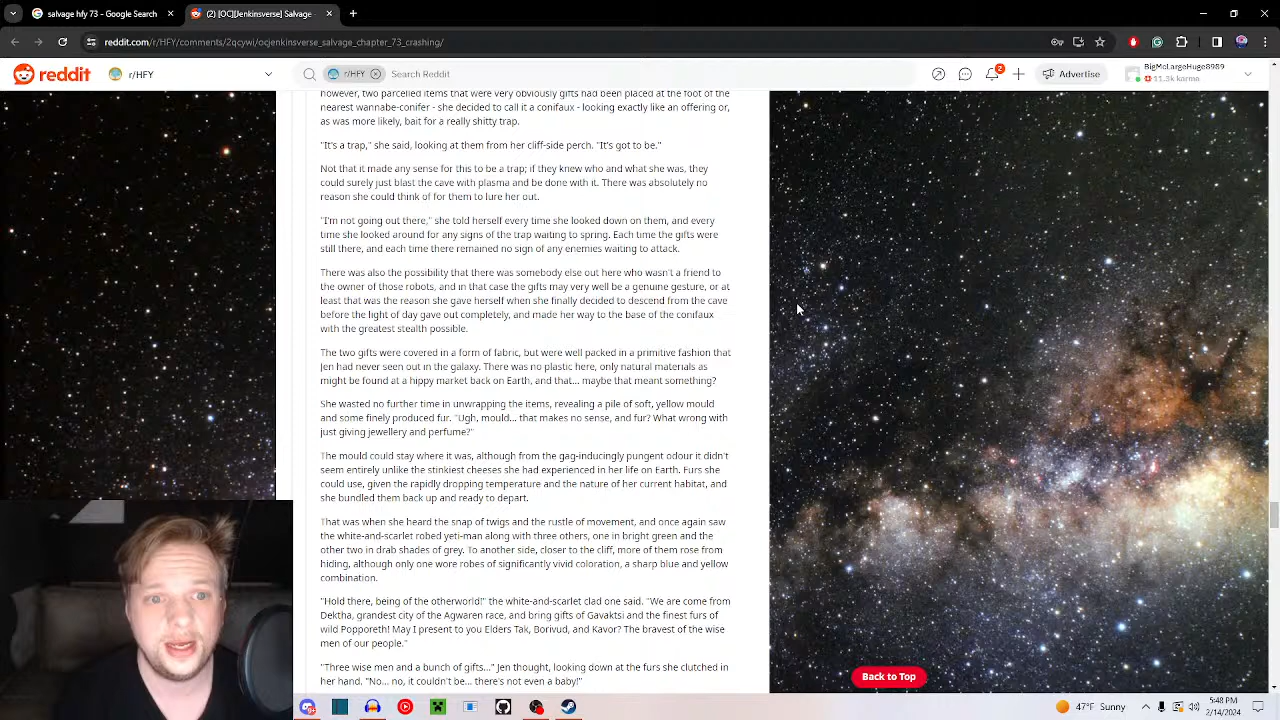 salvage hfy 73 - Google Search
(2) [OC][Jenkinsverse] Salvage
reddit.com/r/HFY/comments/2qcywi/ocjenkinsverse_salvage_chapter_73_crashing/
reddit
r/HFY
r/HFY
Search Reddit
2
Advertise
BigMoLargeHuge8989
11.3k karma
however, two parcelled items that were very obviously gifts had been placed at the foot of the
nearest wannabe-conifer - she decided to call it a conifaux - looking exactly like an offering or,
as was more likely, bait for a really shitty trap.
"It's a trap," she said, looking at them from her cliff-side perch. "It's got to be."
Not that it made any sense for this to be a trap; if they knew who and what she was, they
could surely just blast the cave with plasma and be done with it. There was absolutely no
reason she could think of for them to lure her out.
"I'm not going out there," she told herself every time she looked down on them, and every
time she looked around for any signs of the trap waiting to spring. Each time the gifts were
still there, and each time there remained no sign of any enemies waiting to attack.
There was also the possibility that there was somebody else out here who wasn't a friend to
the owner of those robots, and in that case the gifts may very well be a genuine gesture, or at
least that was the reason she gave herself when she finally decided to descend from the cave
before the light of day gave out completely, and made her way to the base of the conifaux
with the greatest stealth possible.
The two gifts were covered in a form of fabric, but were well packed in a primitive fashion that
Jen had never seen out in the galaxy. There was no plastic here, only natural materials as
might be found at a hippy market back on Earth, and that... maybe that meant something?
She wasted no further time in unwrapping the items, revealing a pile of soft, yellow mould
and some finely produced fur. "Ugh, mould... that makes no sense, and fur? What wrong with
just giving jewellery and perfume?"
The mould could stay where it was, although from the gag-inducingly pungent odour it didn't
seem entirely unlike the stinkiest cheeses she had experienced in her life on Earth. Furs she
could use, given the rapidly dropping temperature and the nature of her current habitat, and
she bundled them back up and ready to depart.
That was when she heard the snap of twigs and the rustle of movement, and once again saw
the white-and-scarlet robed yeti-man along with three others, one in bright green and the
other two in drab shades of grey. To another side, closer to the cliff, more of them rose from
hiding, although only one wore robes of significantly vivid coloration, a sharp blue and yellow
combination.
"Hold there, being of the otherworld!" the white-and-scarlet clad one said. "We are come from
Dektha, grandest city of the Agwaren race, and bring gifts of Gavaktsi and the finest furs of
wild Popporeth! May I present to you Elders Tak, Borivud, and Kavor? The bravest of the wise
men of our people."
"Three wise men and a bunch of gifts..." Jen thought, looking down at the furs she clutched in
her hand. "No... no, it couldn't be... there's not even a baby!"
Back to Top
47°F Sunny
5:48 PM
2/14/2024